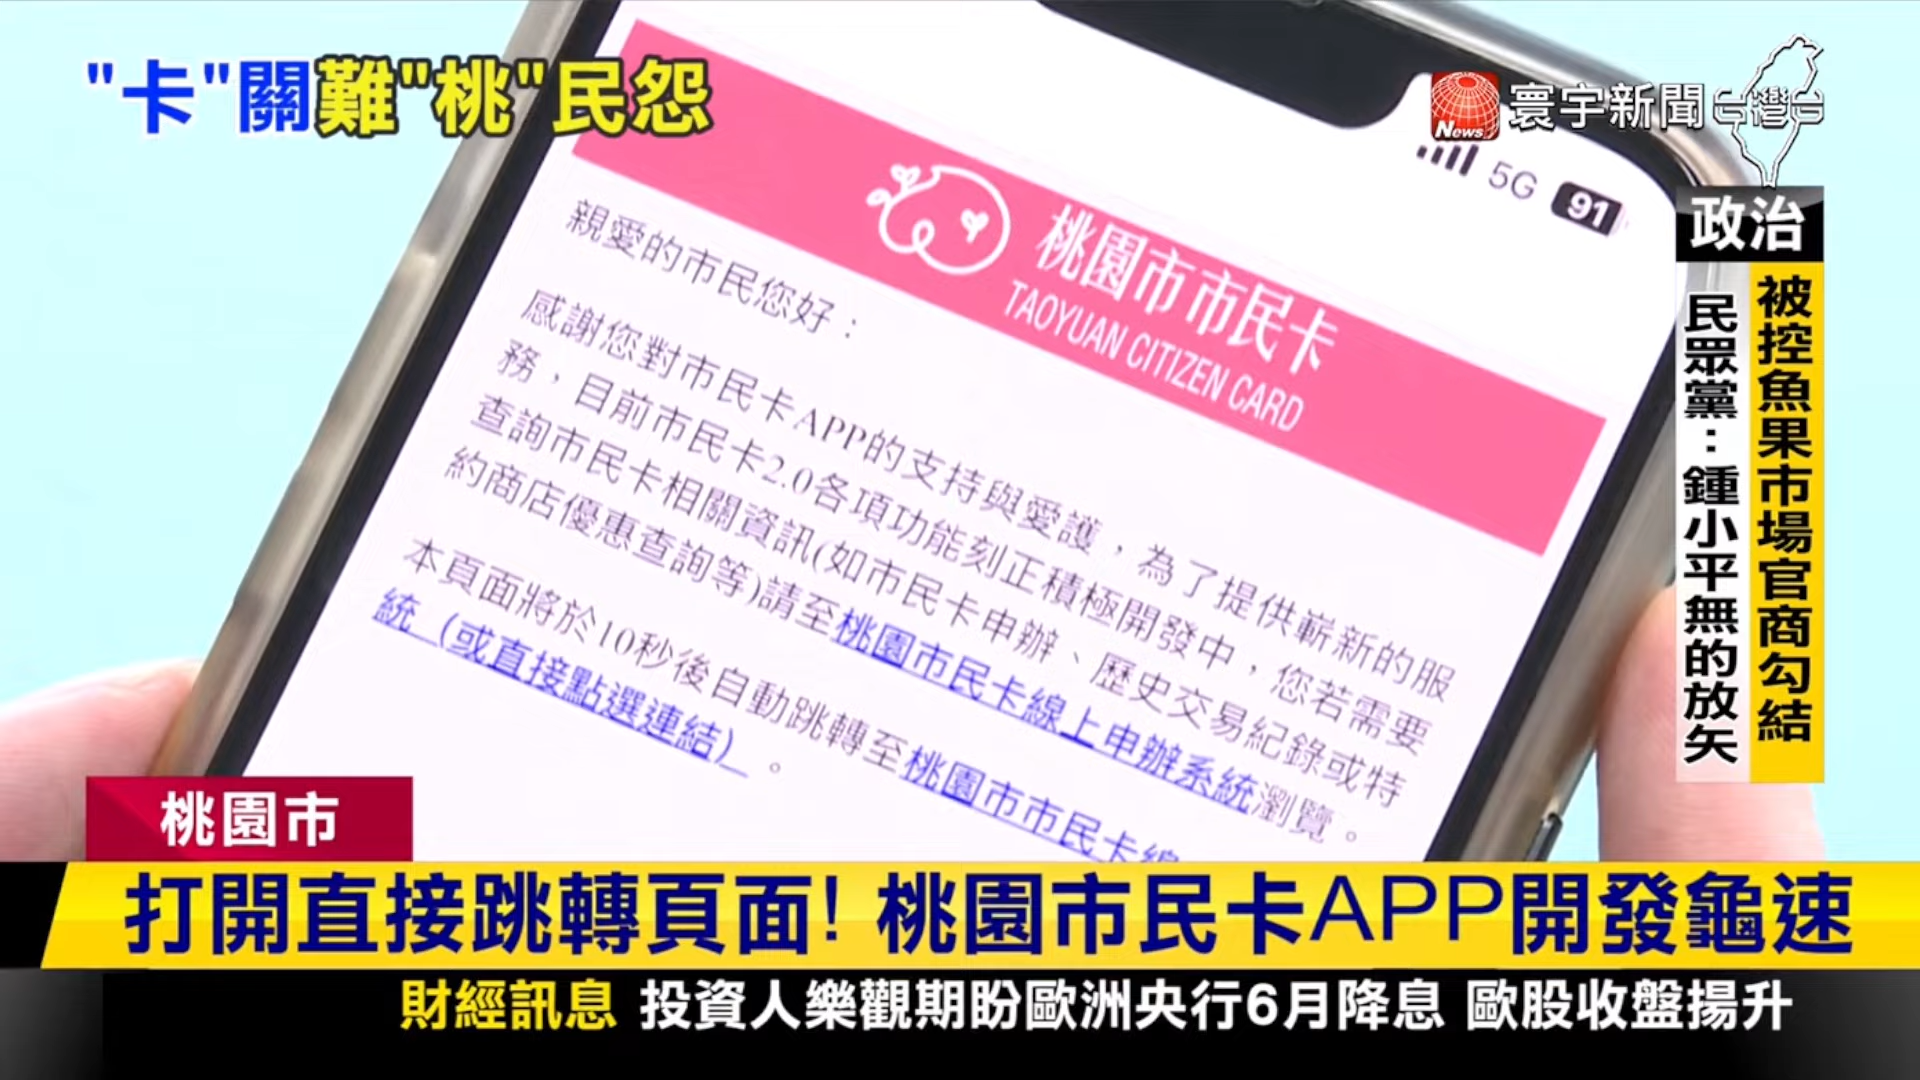 "卡"關難"桃"民怨
News
寰宇新聞
台灣
5G
91
政治
被控魚果市場官商勾結
民眾黨：鍾小平無的放矢
桃園市市民卡
TAOYUAN CITIZEN CARD
親愛的市民您好：
感謝您對市民卡APP的支持與愛護，為了提供嶄新的服
務，目前市民卡2.0各項功能刻正積極開發中，您若需要
查詢市民卡相關資訊(如市民卡申辦、歷史交易紀錄或特
約商店優惠查詢等)請至桃園市民卡線上申辦系統瀏覽。
本頁面將於10秒後自動跳轉至桃園市市民卡線
統 (或直接點選連結) 。
桃園市
打開直接跳轉頁面! 桃園市民卡APP開發龜速
財經訊息 投資人樂觀期盼歐洲央行6月降息 歐股收盤揚升